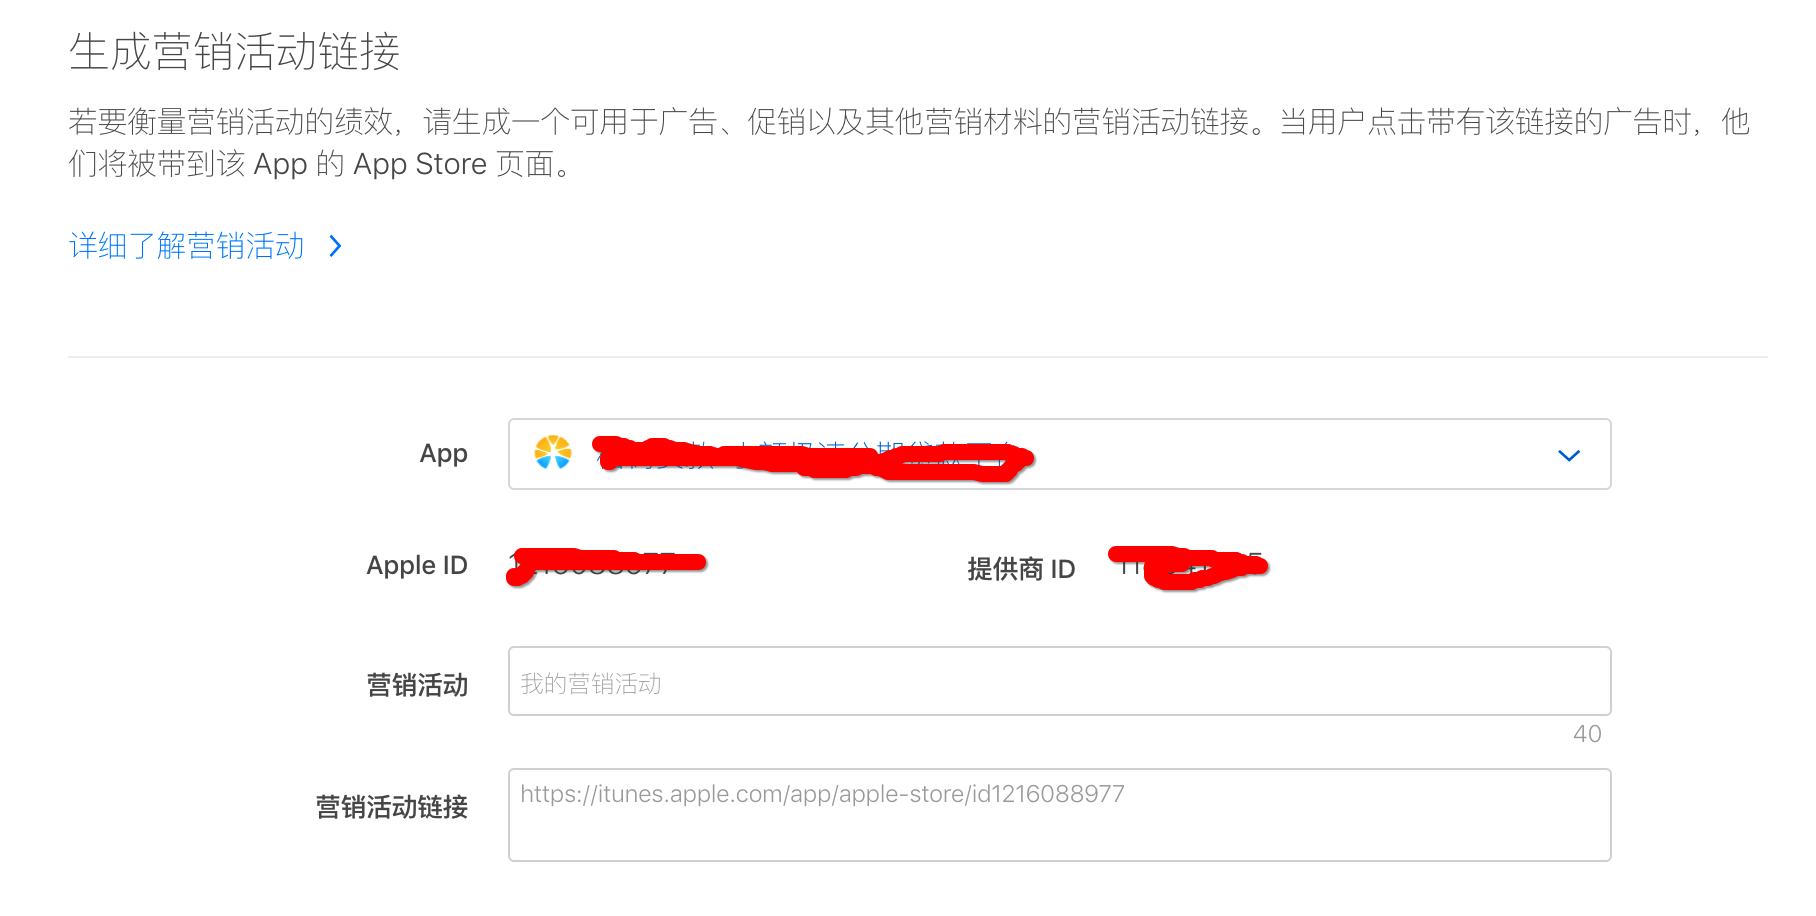 生成营销活动链接
若要衡量营销活动的绩效，请生成一个可用于广告、促销以及其他营销材料的营销活动链接。当用户点击带有该链接的广告时，他
们将被带到该 App 的 App Store 页面。
详细了解营销活动
App
Apple ID
提供商 ID
营销活动
我的营销活动
40
营销活动链接
https://itunes.apple.com/app/apple-store/id1216088977